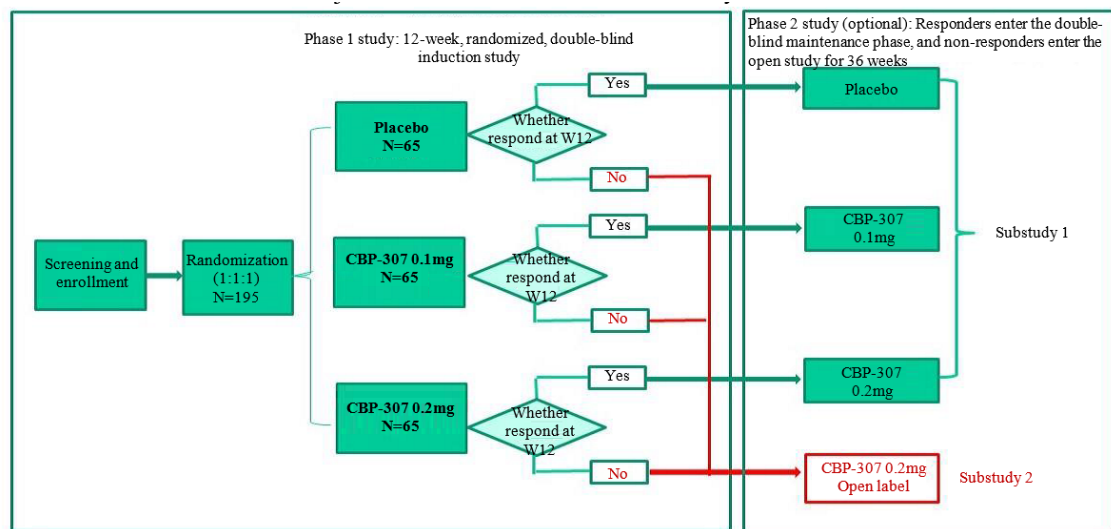 Phase 1 study: 12-week, randomized, double-blind
induction study
Phase 2 study (optional): Responders enter the double-
blind maintenance phase, and non-responders enter the
open study for 36 weeks
Screening and
enrollment
Randomization
(1:1:1)
N=195
Placebo
N=65
Whether
respond at W12
Yes
No
Placebo
CBP-307 0.1mg
N=65
Whether
respond at
W12
Yes
No
CBP-307
0.1mg
Substudy 1
CBP-307 0.2mg
N=65
Whether
respond at
W12
Yes
No
CBP-307
0.2mg
CBP-307 0.2mg
Open label
Substudy 2